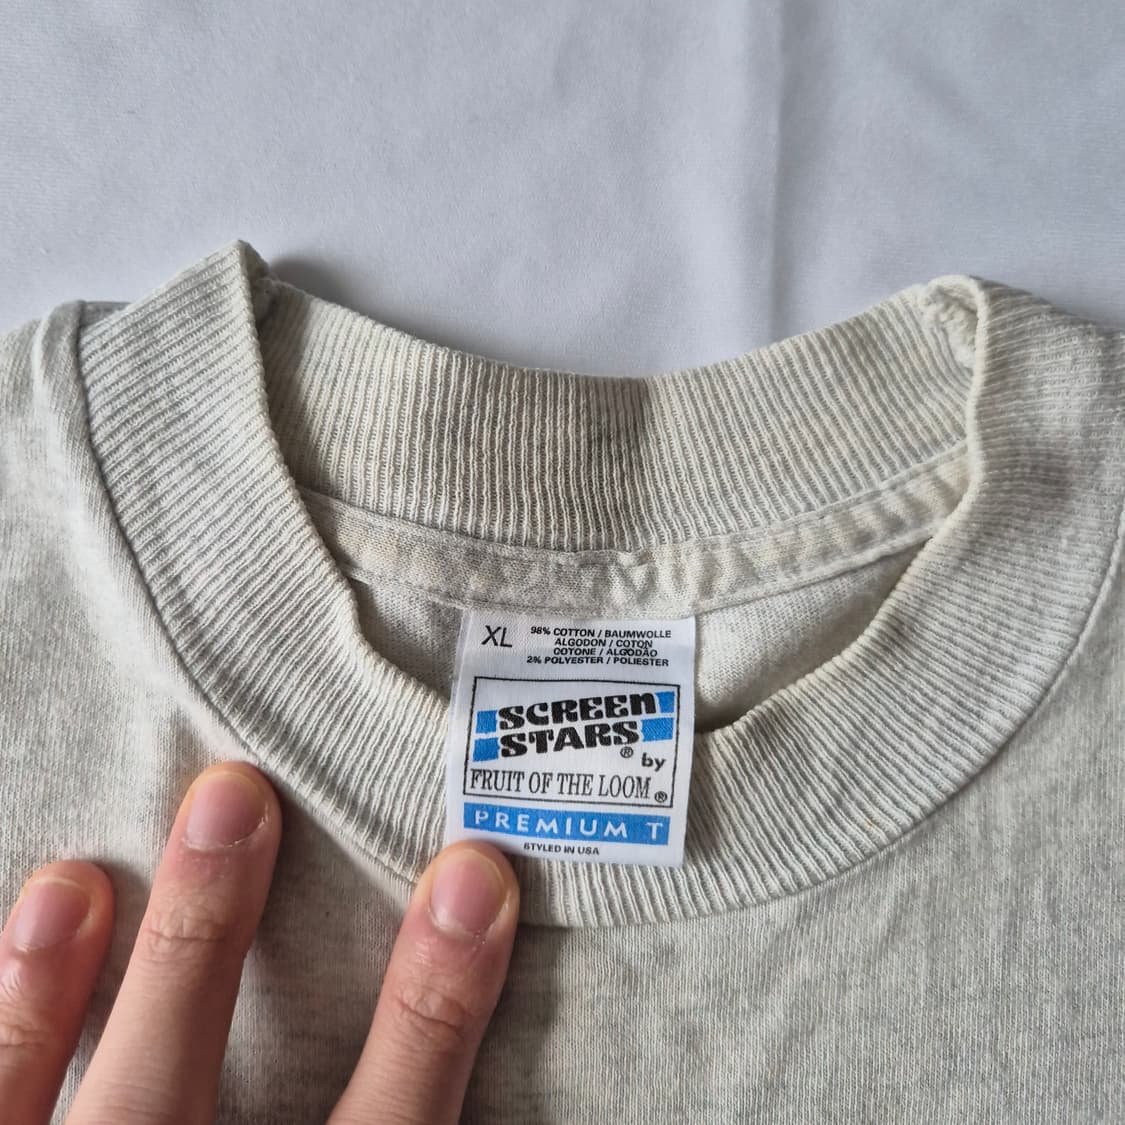 XL
98% COTTON / BAUMWOLLE
ALGODON / COTON
COTONE / ALGODÃO
2% POLYESTER / POLIESTER
SCREEN
STARS®
by
FRUIT OF THE LOOM®
PREMIUM T
STYLED IN USA